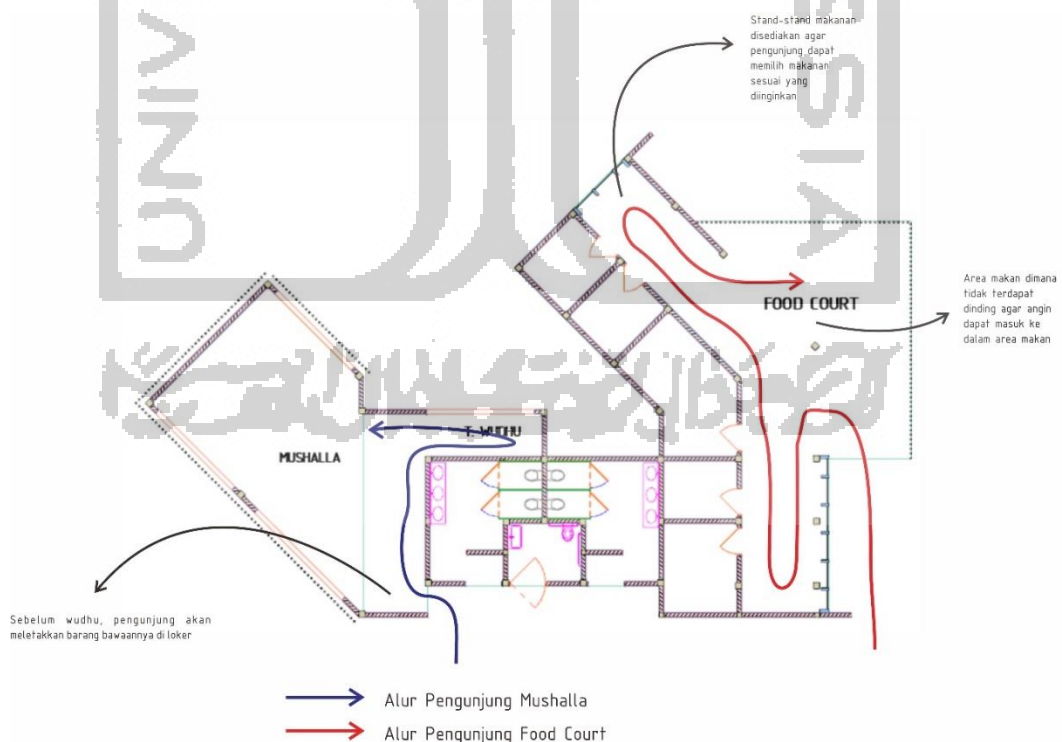 Stand-stand makanan
disediakan agar
pengunjung dapat
memilih makanan
sesuai yang
diinginkan
Area makan dimana
tidak terdapat
dinding agar angin
dapat masuk ke
dalam area makan
FOOD COURT
T. WUDHU
MUSHALLA
Sebelum wudhu, pengunjung akan
meletakkan barang bawaannya di loker
Alur Pengunjung Mushalla
Alur Pengunjung Food Court
UNIV
SIA